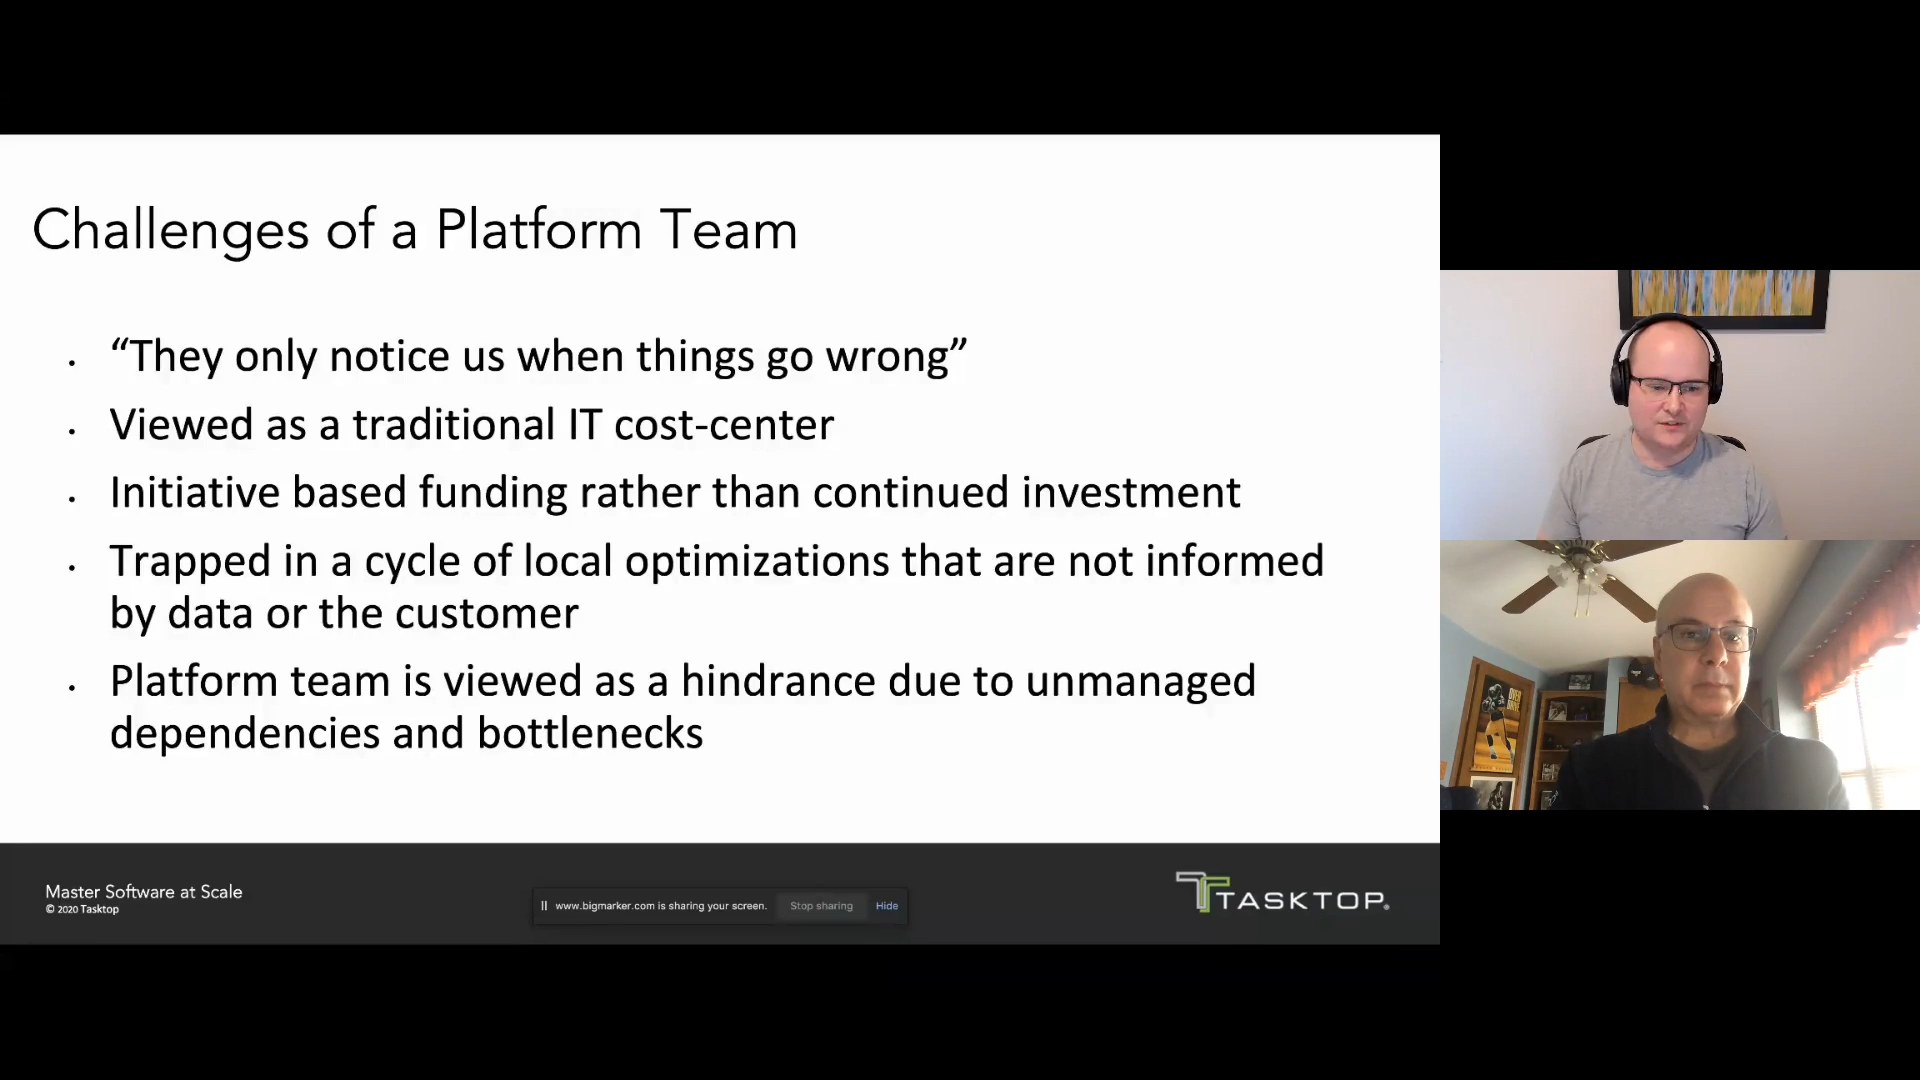 Challenges of a Platform Team
“They only notice us when things go wrong”
Viewed as a traditional IT cost-center
Initiative based funding rather than continued investment
Trapped in a cycle of local optimizations that are not informed
by data or the customer
Platform team is viewed as a hindrance due to unmanaged
dependencies and bottlenecks
Master Software at Scale
© 2020 Tasktop
www.bigmarker.com is sharing your screen. Stop sharing Hide
TASKTOP®